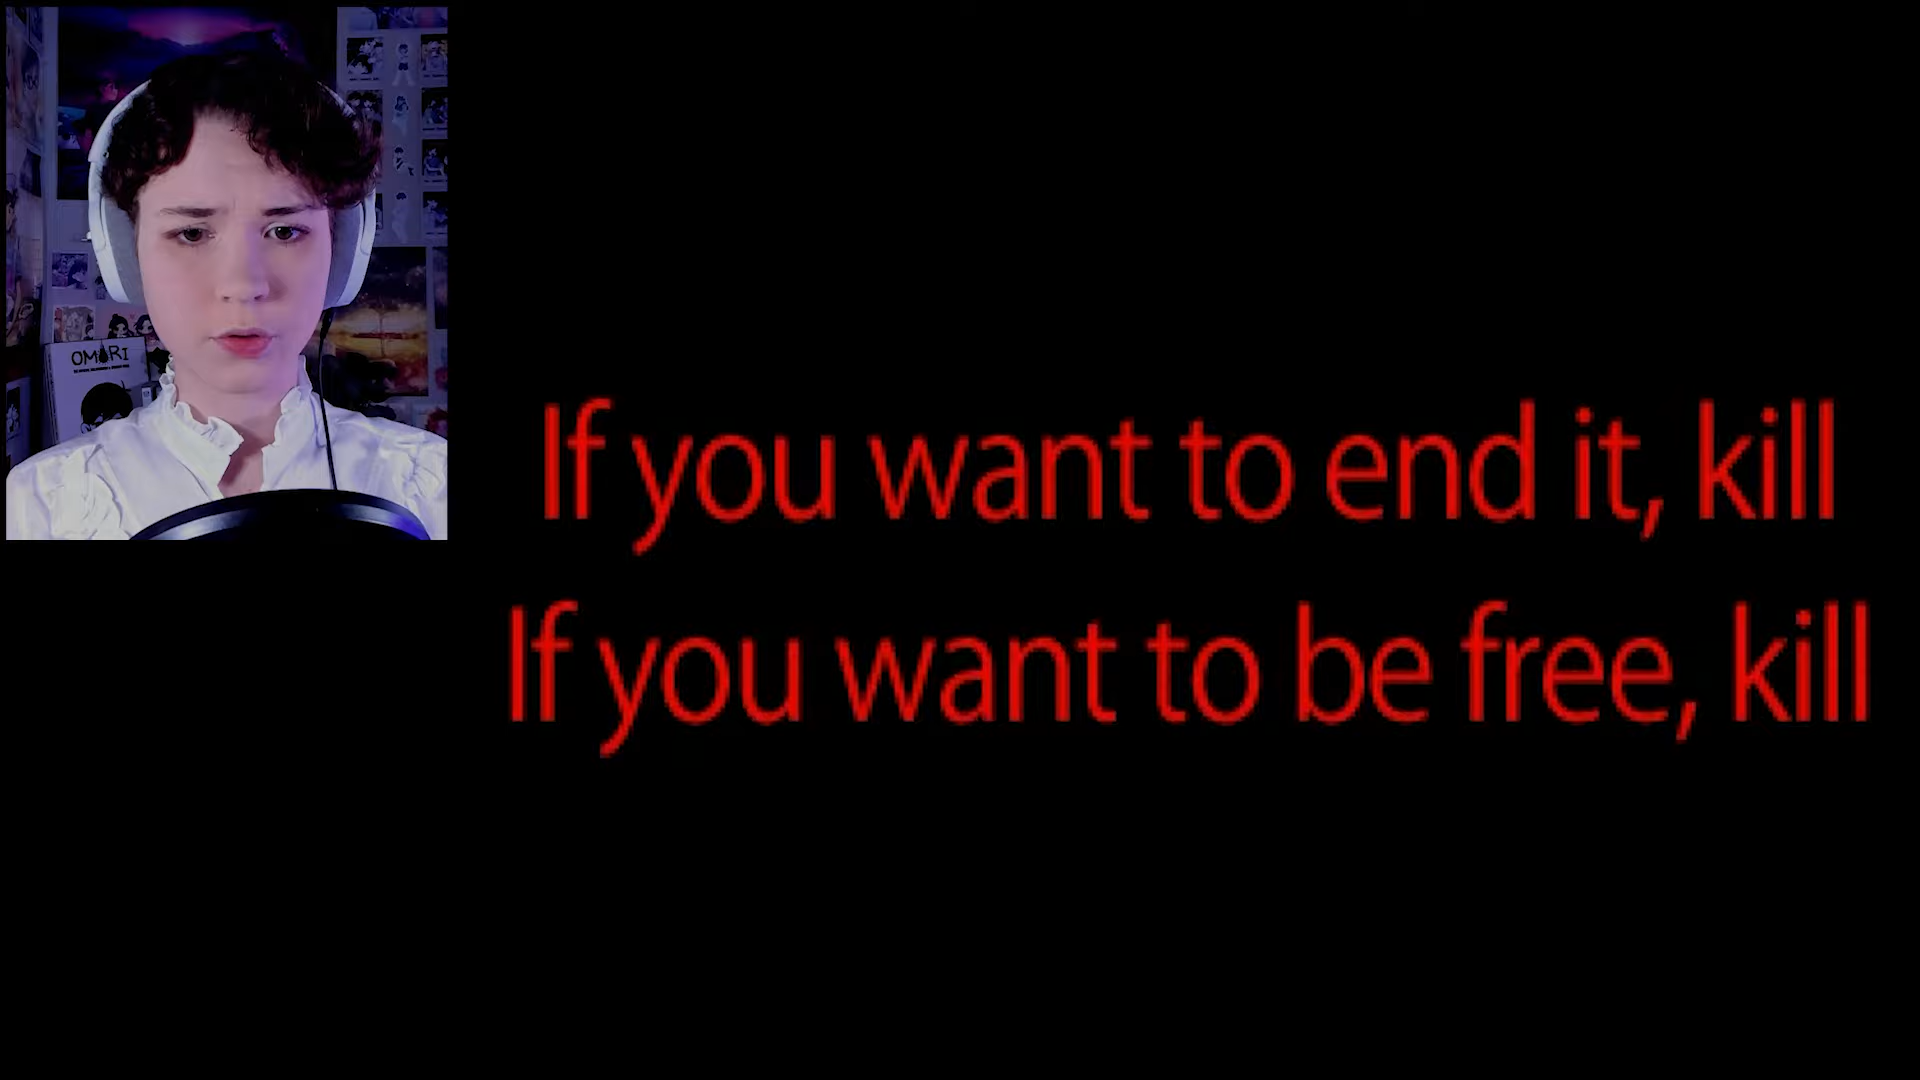 OMORI
If you want to end it, kill
If you want to be free, kill